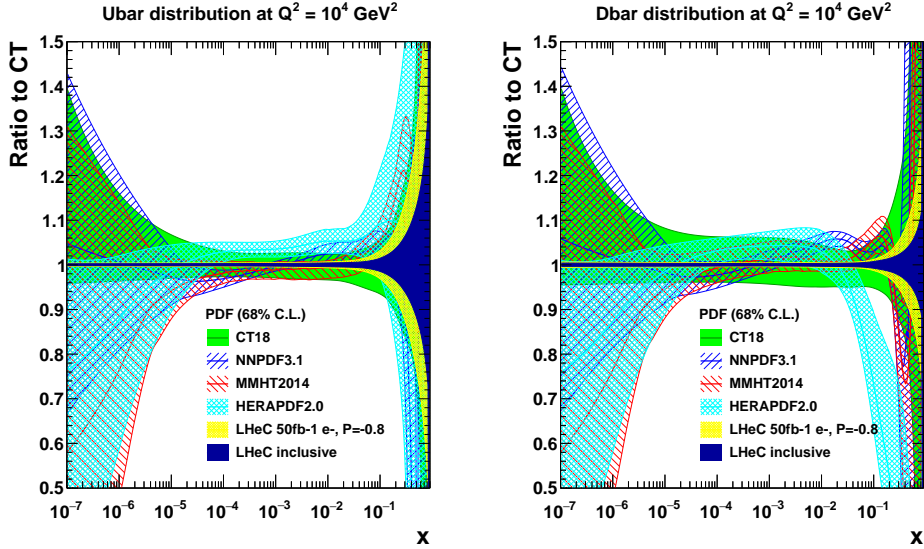 Ubar distribution at Q² = 10⁴ GeV²
Ratio to CT
1.5
1.4
1.3
1.2
1.1
1
0.9
0.8
0.7
0.6
0.5
PDF (68% C.L.)
CT18
NNPDF3.1
MMHT2014
HERAPDF2.0
LHeC 50fb-1 e-, P=-0.8
LHeC inclusive
10⁻⁷ 10⁻⁶ 10⁻⁵ 10⁻⁴ 10⁻³ 10⁻² 10⁻¹
x
Dbar distribution at Q² = 10⁴ GeV²
Ratio to CT
1.5
1.4
1.3
1.2
1.1
1
0.9
0.8
0.7
0.6
0.5
PDF (68% C.L.)
CT18
NNPDF3.1
MMHT2014
HERAPDF2.0
LHeC 50fb-1 e-, P=-0.8
LHeC inclusive
10⁻⁷ 10⁻⁶ 10⁻⁵ 10⁻⁴ 10⁻³ 10⁻² 10⁻¹
x